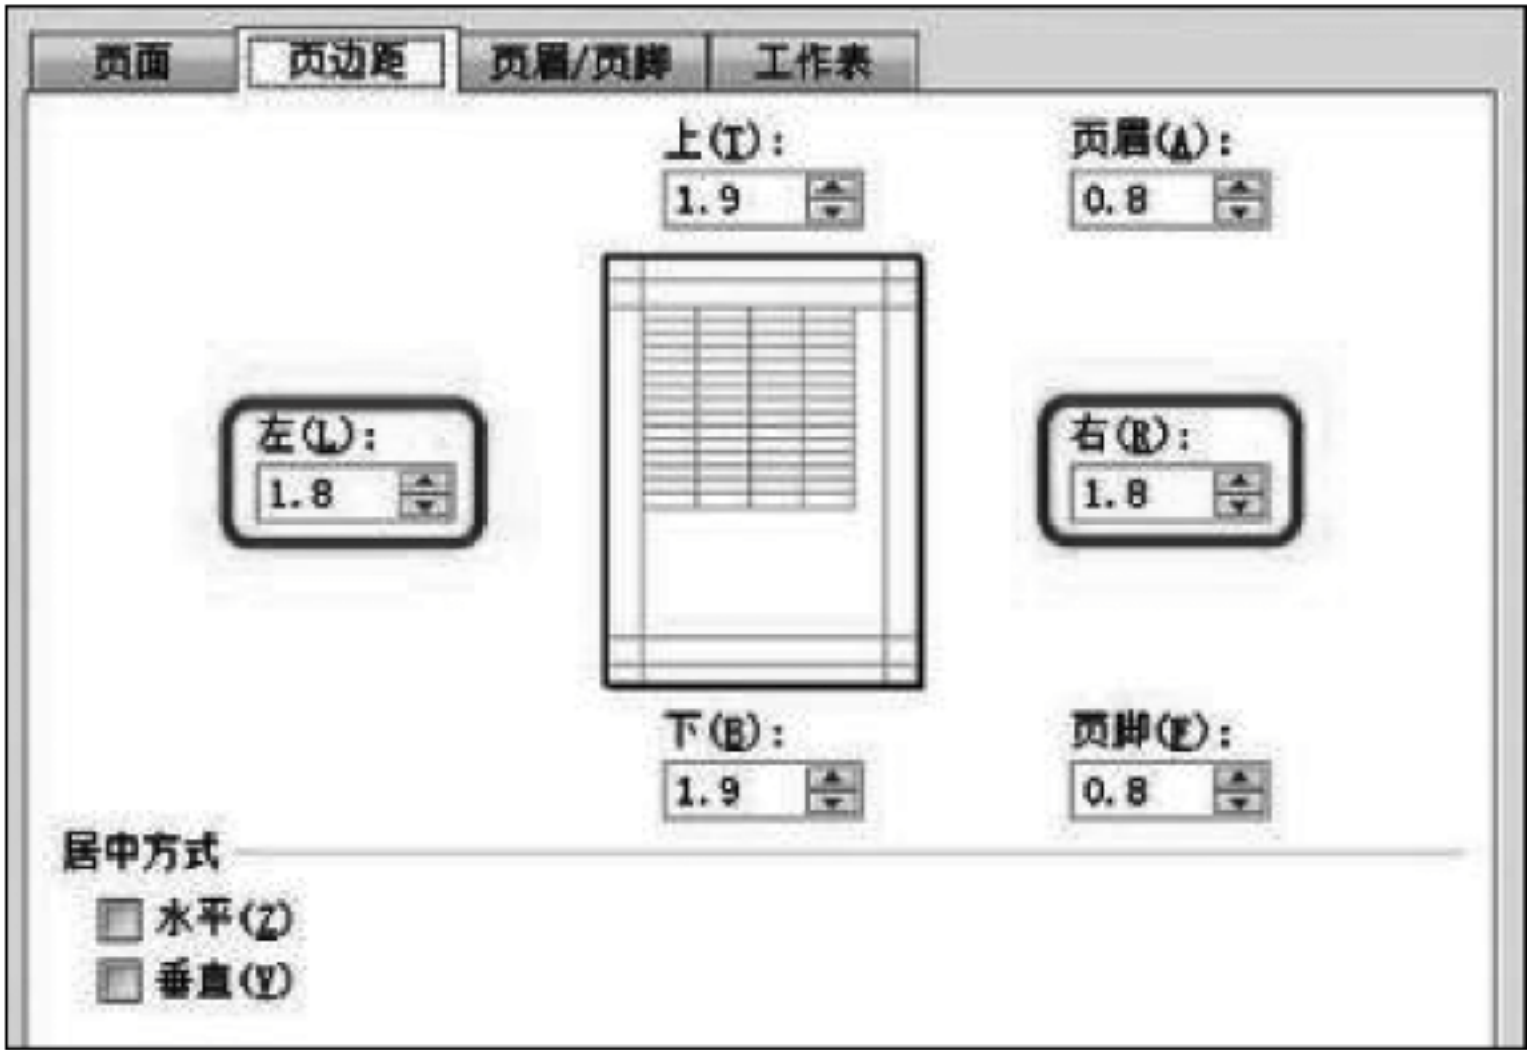 页面 页边距 页眉/页脚 工作表
上(T): 页眉(A):
1.9 0.8
左(L): 右(R):
1.8 1.8
下(B): 页脚(F):
1.9 0.8
居中方式
水平(Z)
垂直(V)